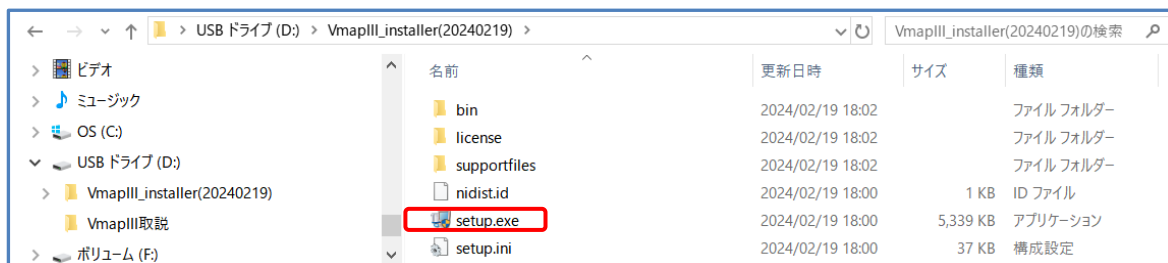 USB ドライブ (D:) > VmapIII_installer(20240219) >
VmapIII_installer(20240219)の検索
ビデオ
ミュージック
OS (C:)
USB ドライブ (D:)
VmapIII_installer(20240219)
VmapIII取説
ボリューム (F:)
名前 更新日時 サイズ 種類
bin 2024/02/19 18:02 ファイル フォルダー
license 2024/02/19 18:02 ファイル フォルダー
supportfiles 2024/02/19 18:02 ファイル フォルダー
nidist.id 2024/02/19 18:00 1 KB ID ファイル
setup.exe 2024/02/19 18:00 5,339 KB アプリケーション
setup.ini 2024/02/19 18:00 37 KB 構成設定